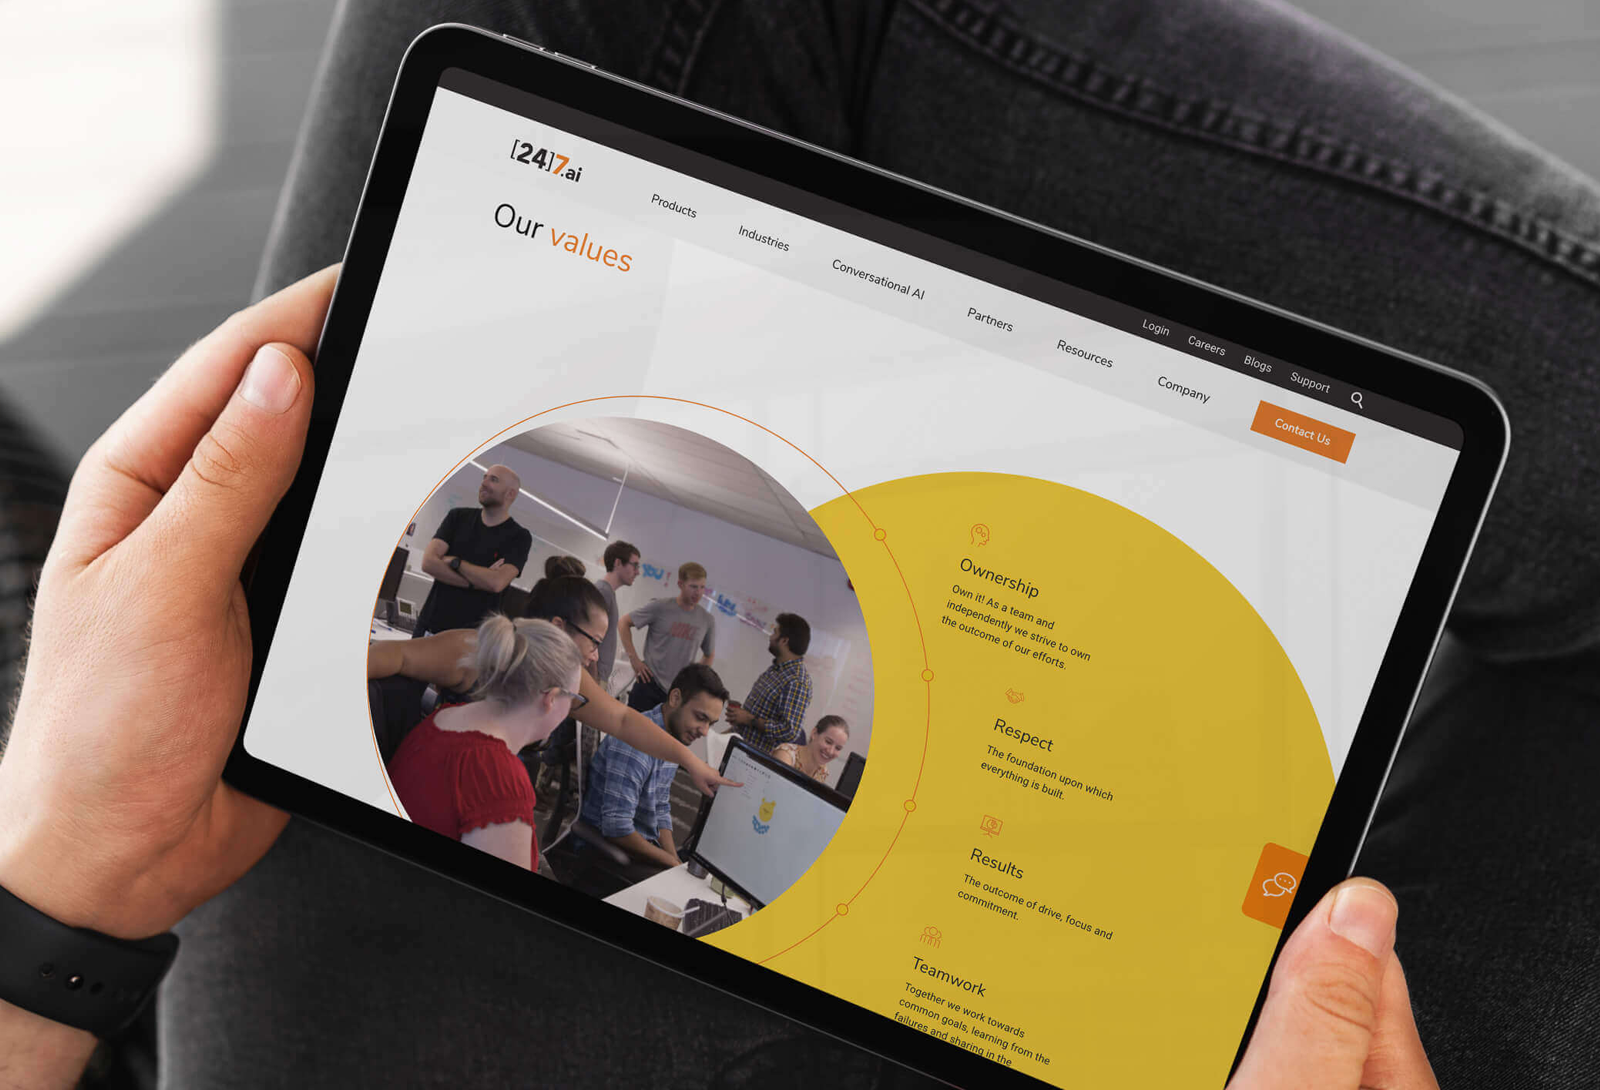 Login
Careers
Blogs
Support
[24]7.ai
Products
Industries
Conversational AI
Partners
Resources
Company
Contact Us
Our values
Ownership
Own it! As a team and
independently we strive to own
the outcome of our efforts.
Respect
The foundation upon which
everything is built.
Results
The outcome of drive, focus and
commitment.
Teamwork
Together we work towards
common goals, learning from the
failures and sharing in the
YOU!